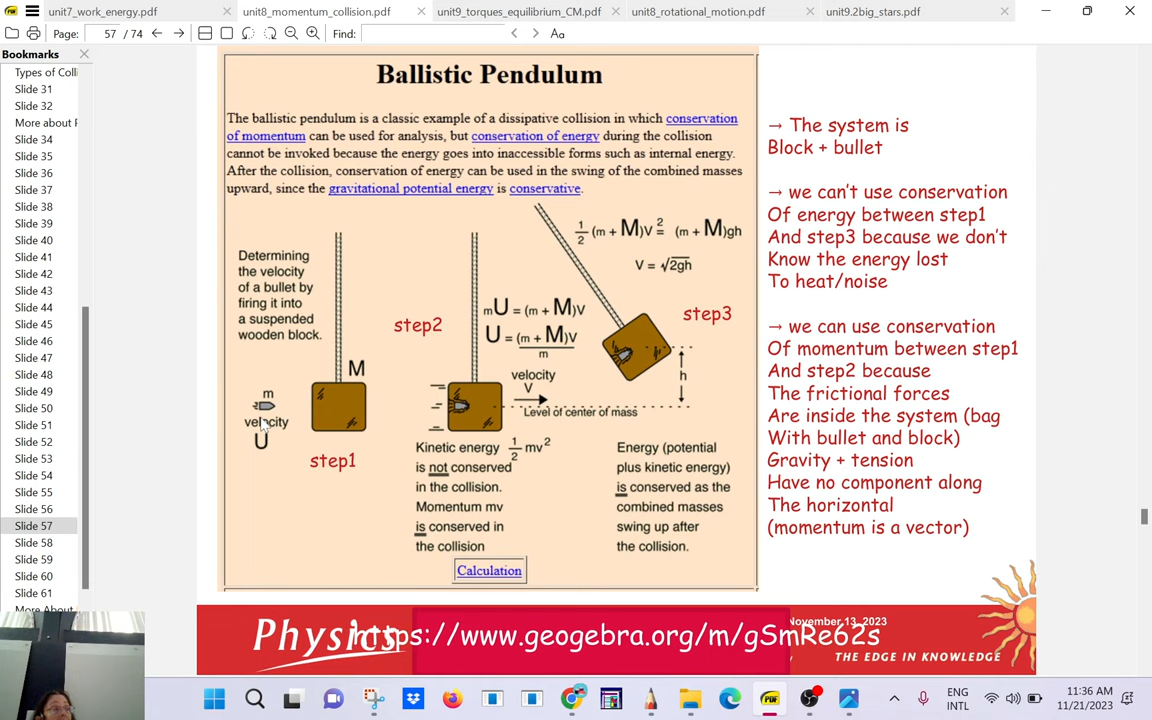 unit7_work_energy.pdf
unit8_momentum_collision.pdf
unit9_torques_equilibrium_CM.pdf
unit8_rotational_motion.pdf
unit9.2big_stars.pdf
Page: 57 / 74
Find:
Aa
Bookmarks
Types of Colli
Slide 31
Slide 32
More about P
Slide 34
Slide 35
Slide 36
Slide 37
Slide 38
Slide 39
Slide 40
Slide 41
Slide 42
Slide 43
Slide 44
Slide 45
Slide 46
Slide 47
Slide 48
Slide 49
Slide 50
Slide 51
Slide 52
Slide 53
Slide 54
Slide 55
Slide 56
Slide 57
Slide 58
Slide 59
Slide 60
Slide 61
More About
Ballistic Pendulum
The ballistic pendulum is a classic example of a dissipative collision in which conservation
of momentum can be used for analysis, but conservation of energy during the collision
cannot be invoked because the energy goes into inaccessible forms such as internal energy.
After the collision, conservation of energy can be used in the swing of the combined masses
upward, since the gravitational potential energy is conservative.
Determining
the velocity
of a bullet by
firing it into
a suspended
wooden block.
M
m
velocity
U
step1
step2
mU = (m + M)V
U = (m + M)V
m
velocity
V
Level of center of mass
Kinetic energy 1/2 mv²
is not conserved
in the collision.
Momentum mv
is conserved in
the collision
1/2 (m + M)V² = (m + M)gh
V = √2gh
step3
h
Energy (potential
plus kinetic energy)
is conserved as the
combined masses
swing up after
the collision.
Calculation
→ The system is
Block + bullet
→ we can't use conservation
Of energy between step1
And step3 because we don't
Know the energy lost
To heat/noise
→ we can use conservation
Of momentum between step1
And step2 because
The frictional forces
Are inside the system (bag
With bullet and block)
Gravity + tension
Have no component along
The horizontal
(momentum is a vector)
Physics
https://www.geogebra.org/m/gSmRe62s
November 13, 2023
THE EDGE IN KNOWLEDGE
ENG
INTL
11:36 AM
11/21/2023